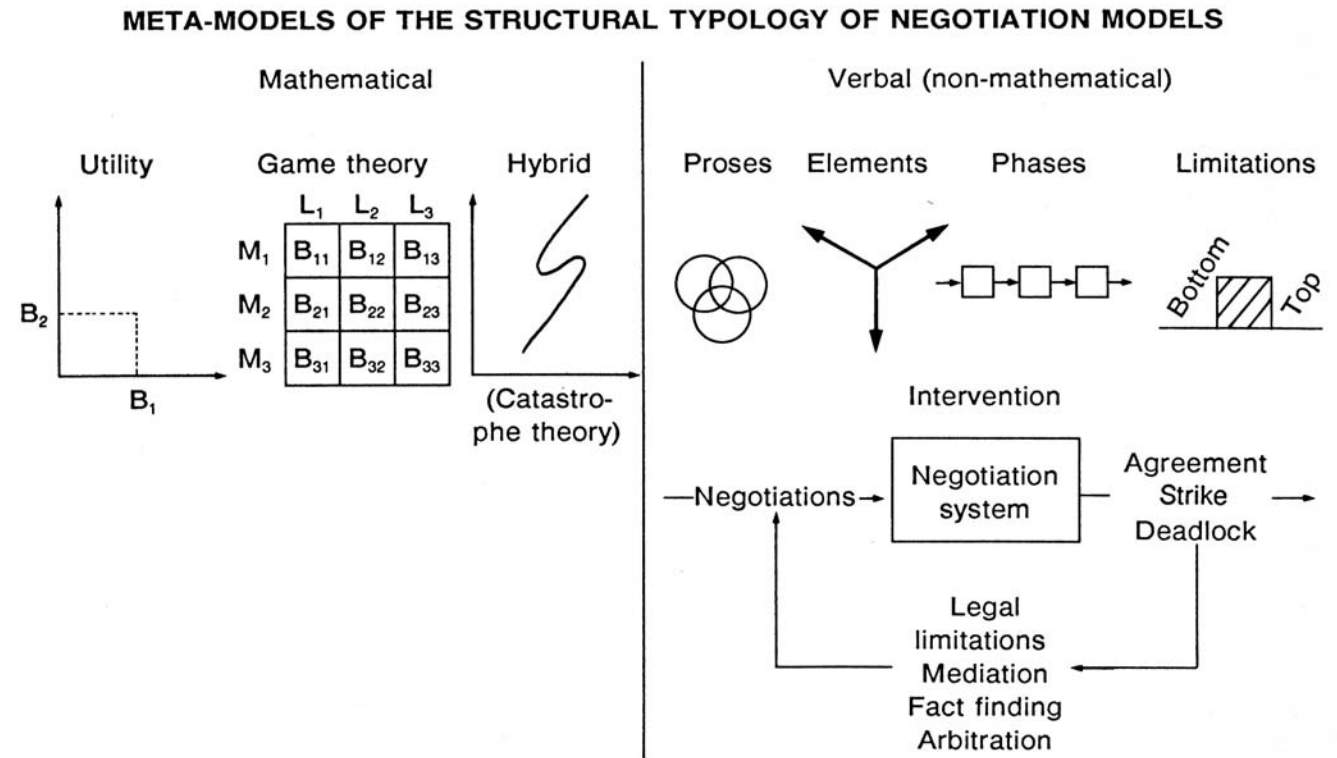 META-MODELS OF THE STRUCTURAL TYPOLOGY OF NEGOTIATION MODELS
Mathematical
Utility
B₂
B₁
Game theory
L₁ L₂ L₃
M₁ B₁₁ B₁₂ B₁₃
M₂ B₂₁ B₂₂ B₂₃
M₃ B₃₁ B₃₂ B₃₃
Hybrid
(Catastro-
phe theory)
Verbal (non-mathematical)
Proses
Elements
Phases
Limitations
Bottom
Top
Intervention
Negotiations
Negotiation
system
Agreement
Strike
Deadlock
Legal
limitations
Mediation
Fact finding
Arbitration